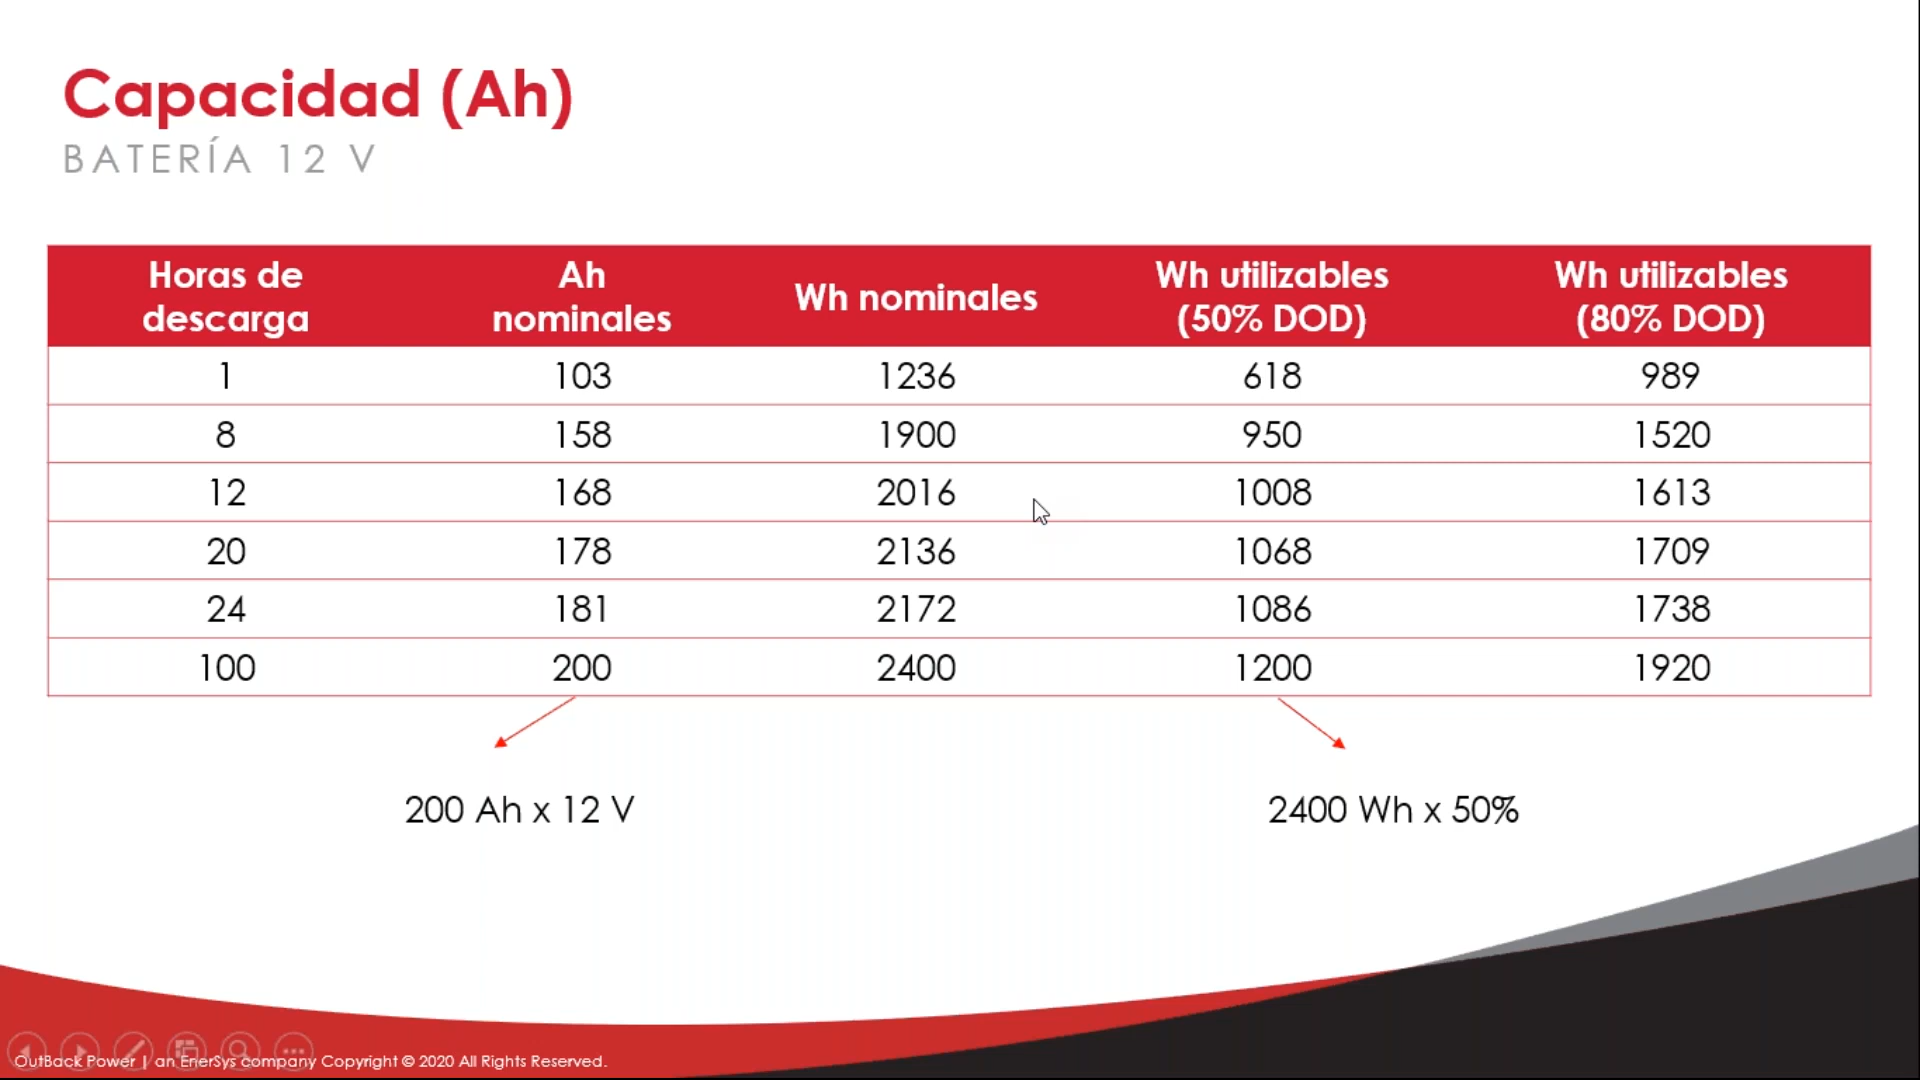 Capacidad (Ah)
BATERÍA 12 V
Horas de descarga Ah nominales Wh nominales Wh utilizables (50% DOD) Wh utilizables (80% DOD)
1 103 1236 618 989
8 158 1900 950 1520
12 168 2016 1008 1613
20 178 2136 1068 1709
24 181 2172 1086 1738
100 200 2400 1200 1920
200 Ah x 12 V 2400 Wh x 50%
OutBack Power | an EnerSys company Copyright © 2020 All Rights Reserved.